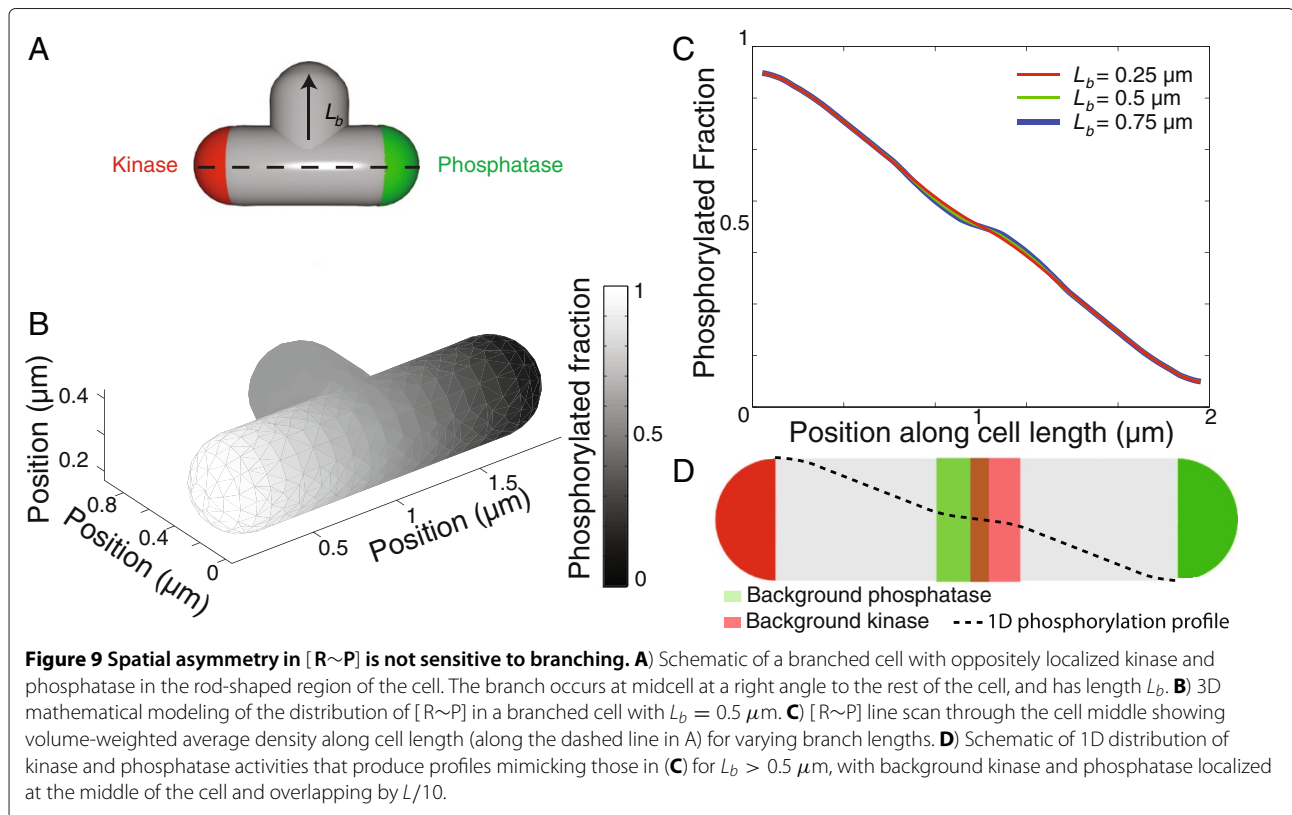 A
L_b
Kinase
Phosphatase
B
Position (µm)
0.4
0.2
Position (µm)
0.8
0.4
0
Position (µm)
0.5
1
1.5
Phosphorylated fraction
1
0.5
0
C
Phosphorylated Fraction
1
0.5
0
L_b = 0.25 µm
L_b = 0.5 µm
L_b = 0.75 µm
1
2
Position along cell length (µm)
D
Background phosphatase
Background kinase
1D phosphorylation profile
Figure 9 Spatial asymmetry in [R~P] is not sensitive to branching. A) Schematic of a branched cell with oppositely localized kinase and
phosphatase in the rod-shaped region of the cell. The branch occurs at midcell at a right angle to the rest of the cell, and has length L_b. B) 3D
mathematical modeling of the distribution of [R~P] in a branched cell with L_b = 0.5 µm. C) [R~P] line scan through the cell middle showing
volume-weighted average density along cell length (along the dashed line in A) for varying branch lengths. D) Schematic of 1D distribution of
kinase and phosphatase activities that produce profiles mimicking those in (C) for L_b > 0.5 µm, with background kinase and phosphatase localized
at the middle of the cell and overlapping by L/10.